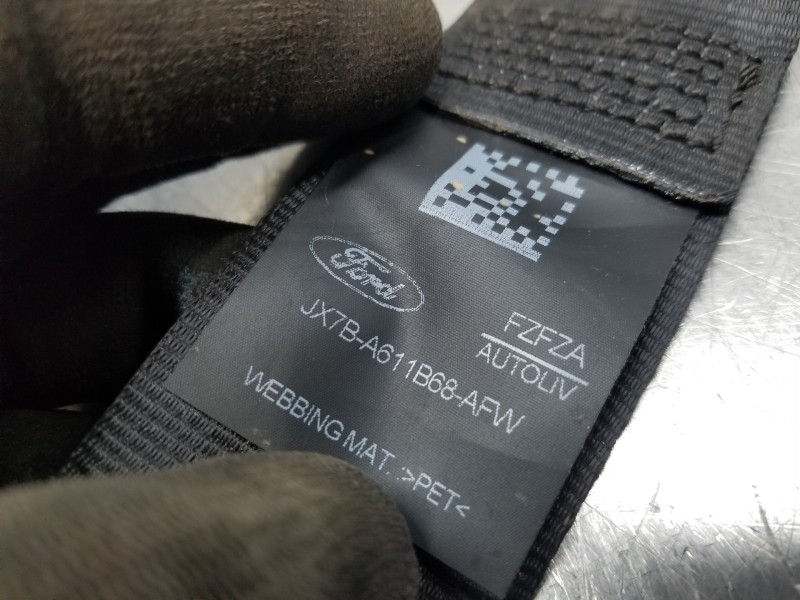 Ford
FZFZA
AUTOLIV
JX7B-A611B68-AFW
WEBBING MAT. :>PET<